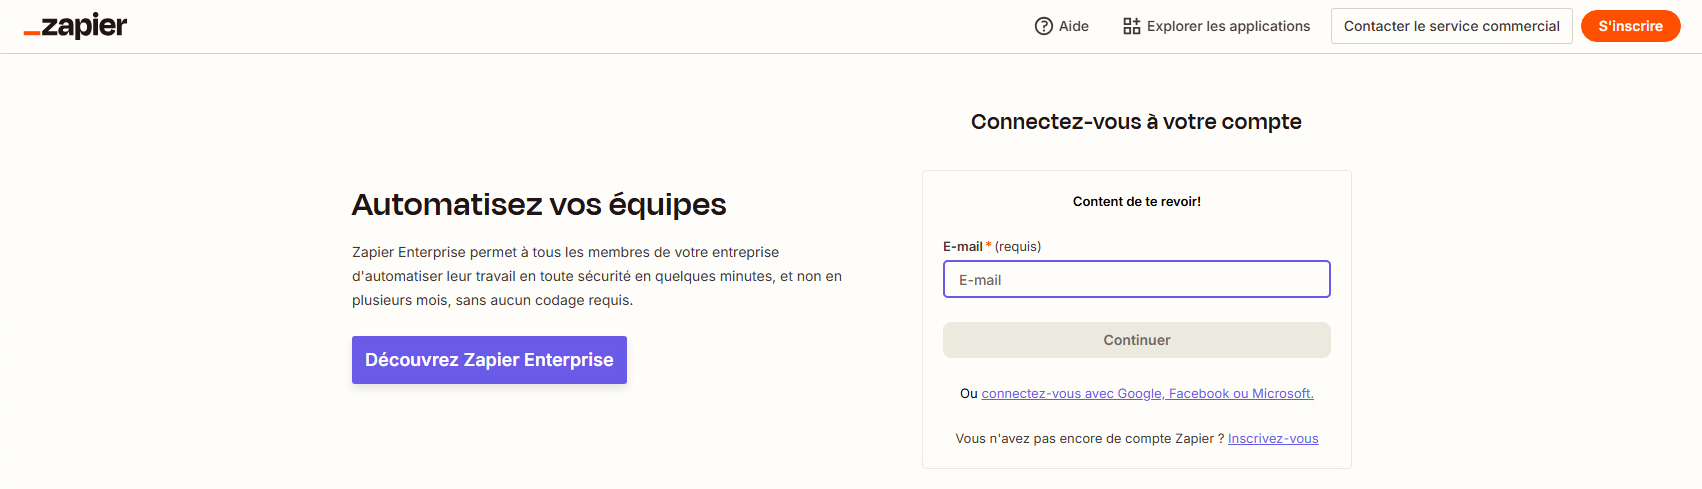 zapier
Aide
Explorer les applications
Contacter le service commercial
S'inscrire
Connectez-vous à votre compte
Automatisez vos équipes
Zapier Enterprise permet à tous les membres de votre entreprise
d'automatiser leur travail en toute sécurité en quelques minutes, et non en
plusieurs mois, sans aucun codage requis.
Découvrez Zapier Enterprise
Content de te revoir!
E-mail * (requis)
E-mail
Continuer
Ou connectez-vous avec Google, Facebook ou Microsoft.
Vous n'avez pas encore de compte Zapier ? Inscrivez-vous